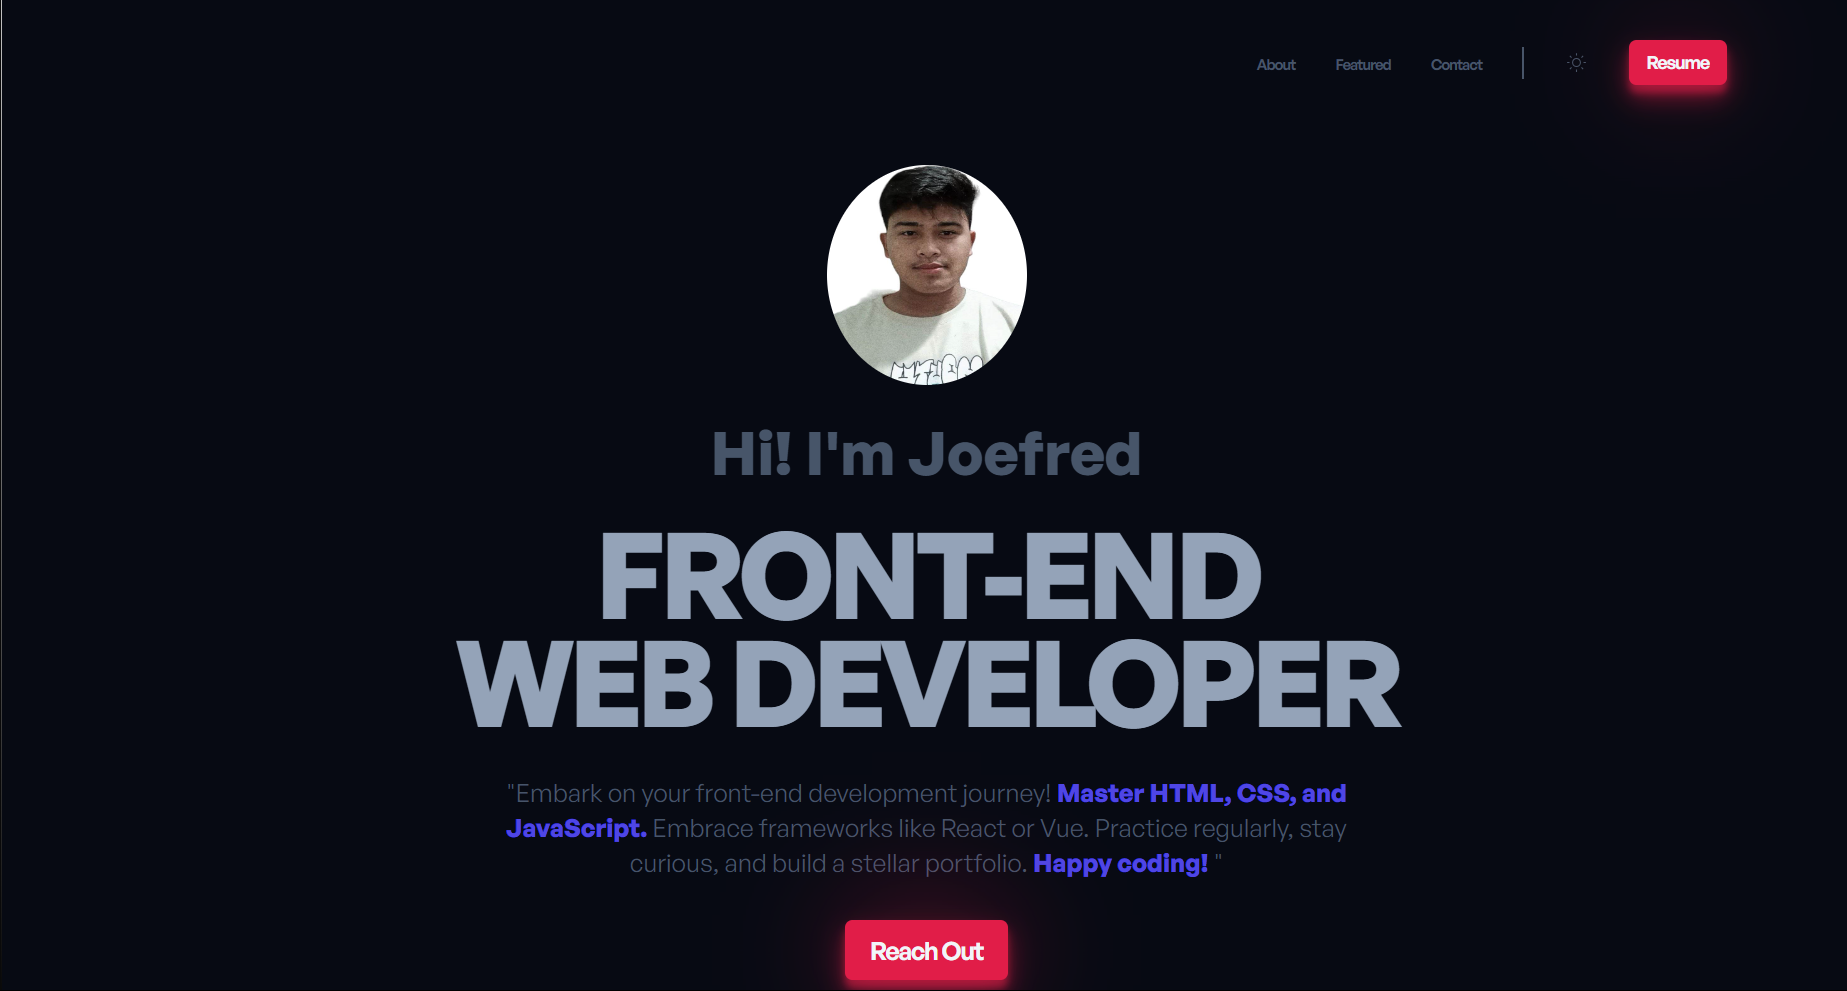 About Featured Contact Resume
Hi! I'm Joefred
FRONT-END
WEB DEVELOPER
"Embark on your front-end development journey! Master HTML, CSS, and
JavaScript. Embrace frameworks like React or Vue. Practice regularly, stay
curious, and build a stellar portfolio. Happy coding! "
Reach Out